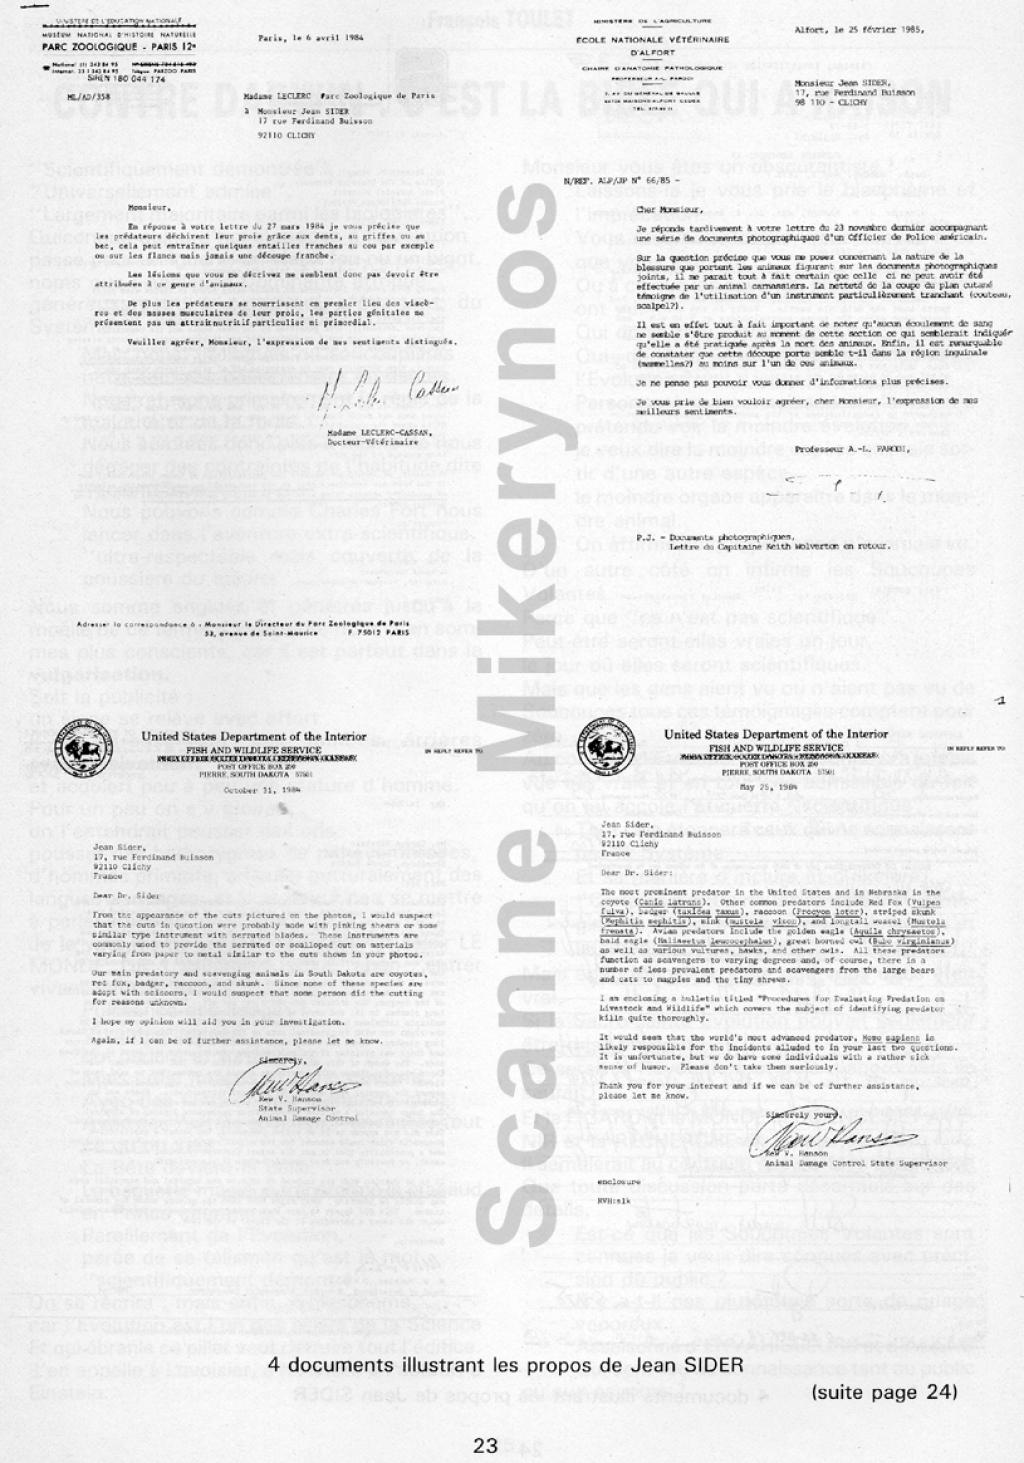 MINISTERE DE L'EDUCATION NATIONALE
MUSÉUM NATIONAL D'HISTOIRE NATURELLE
PARC ZOOLOGIQUE - PARIS 12e
SIREN 180 044 174
ML/AD/358
Paris, le 6 avril 1984
Madame LECLERC Parc Zoologique de Paris
à Monsieur Jean SIDER
17 rue Ferdinand Buisson
92110 CLICHY
Monsieur,
En réponse à votre lettre du 27 mars 1984 je vous précise que
les prédateurs déchirent leur proie grâce aux dents, au griffes ou au
bec, cela peut entraîner quelques entailles franches au cou par exemple
ou sur les flancs mais jamais une découpe franche.
Les lésions que vous me décrivez me semblent donc pas devoir être
attribuées à ce genre d'animaux.
De plus les prédateurs se nourrissent en premier lieu des viscè-
res et des masses musculaires de leur proie, les parties génitales ne
présentent pas un attrait nutritif particulier ni primordial.
Veuillez agréer, Monsieur, l'expression de mes sentiments distingués.
Madame LECLERC-CASSAN,
Docteur-Vétérinaire
Adresser la correspondance à : Monsieur le Directeur du Parc Zoologique de Paris
53, avenue de Saint-Maurice F. 75012 PARIS
MINISTÈRE DE L'AGRICULTURE
ÉCOLE NATIONALE VÉTÉRINAIRE
D'ALFORT
CHAIRE D'ANATOMIE PATHOLOGIQUE
PROFESSEUR A-L. PARODI
7, AV. DU GÉNÉRAL DE GAULLE
94704 MAISONS-ALFORT CEDEX
Alfort, le 25 février 1985,
Monsieur Jean SIDER,
17, rue Ferdinand Buisson
98 110 - CLICHY
N/REF. ALP/JP N° 66/85 -
Cher Monsieur,
Je réponds tardivement à votre lettre du 23 novembre dernier accompagnant
une série de documents photographiques d'un Officier de Police américain.
Sur la question précise que vous me posez concernant la nature de la
blessure que portent les animaux figurant sur les documents photographiques
joints, il me parait tout à fait certain que celle ci ne peut avoir été
effectuée par un animal carnassiers. La netteté de la coupe du plan cutané
témoigne de l'utilisation d'un instrument particulièrement tranchant (couteau,
scalpel?).
Il est en effet tout à fait important de noter qu'aucun écoulement de sang
ne semble s'être produit au moment de cette section ce qui semblerait indiquer
qu'elle a été pratiquée après la mort des animaux. Enfin, il est remarquable
de constater que cette découpe porte semble t-il dans la région inguinale
(mammelles?) au moins sur l'un de ces animaux.
Je ne pense pas pouvoir vous donner d'informations plus précises.
Je vous prie de bien vouloir agréer, cher Monsieur, l'expression de mes
meilleurs sentiments.
Professeur A.-L. PARODI,
P.J. - Documents photographiques,
Lettre du Capitaine Keith Wolverton en retour.
United States Department of the Interior
FISH AND WILDLIFE SERVICE
POST OFFICE BOX 250
PIERRE, SOUTH DAKOTA 57501
IN REPLY REFER TO:
October 31, 1984
Jean Sider,
17, rue Ferdinand Buisson
92110 Clichy
France
Dear Dr. Sider:
From the appearance of the cuts pictured on the photos, I would suspect
that the cuts in question were probably made with pinking shears or some
similar type instrument with serrated blades. These instruments are
commonly used to provide the serrated or scalloped cut on materials
varying from paper to metal similar to the cuts shown in your photos.
Our main predatory and scavenging animals in South Dakota are coyotes,
red fox, badger, raccoon, and skunk. Since none of these species are
adept with scissors, I would suspect that some person did the cutting
for reasons unknown.
I hope my opinion will aid you in your investigation.
Again, if I can be of further assistance, please let me know.
Sincerely,
Rew V. Hanson
State Supervisor
Animal Damage Control
United States Department of the Interior
FISH AND WILDLIFE SERVICE
POST OFFICE BOX 250
PIERRE, SOUTH DAKOTA 57501
IN REPLY REFER TO:
May 25, 1984
Jean Sider,
17, rue Ferdinand Buisson
92110 Clichy
France
Dear Dr. Sider:
The most prominent predator in the United States and in Nebraska is the
coyote (Canis latrans). Other common predators include Red Fox (Vulpes
fulva), badger (taxidea taxus), raccoon (Procyon lotor), striped skunk
(Mephitis mephitis), mink (mustela vison), and longtail weasel (Mustela
frenata). Avian predators include the golden eagle (Aquila chrysaetos),
bald eagle (Haliaeetus leucocephalus), great horned owl (Bubo virginianus)
as well as various vultures, hawks, and other owls. All these predators
function as scavengers to varying degrees and, of course, there is a
number of less prevalent predators and scavengers from the large bears
and cats to magpies and the tiny shrews.
I am enclosing a bulletin titled "Procedures for Evaluating Predation on
Livestock and Wildlife" which covers the subject of identifying predator
kills quite thoroughly.
It would seem that the world's most advanced predator, Homo sapiens is
likely responsible for the incidents alluded to in your last two questions.
It is unfortunate, but we do have some individuals with a rather sick
sense of humor. Please don't take them seriously.
Thank you for your interest and if we can be of further assistance,
please let me know.
Sincerely yours,
Rew V. Hanson
Animal Damage Control State Supervisor
enclosure
RVH:slk
Scanné Mikerynos
4 documents illustrant les propos de Jean SIDER
(suite page 24)
23